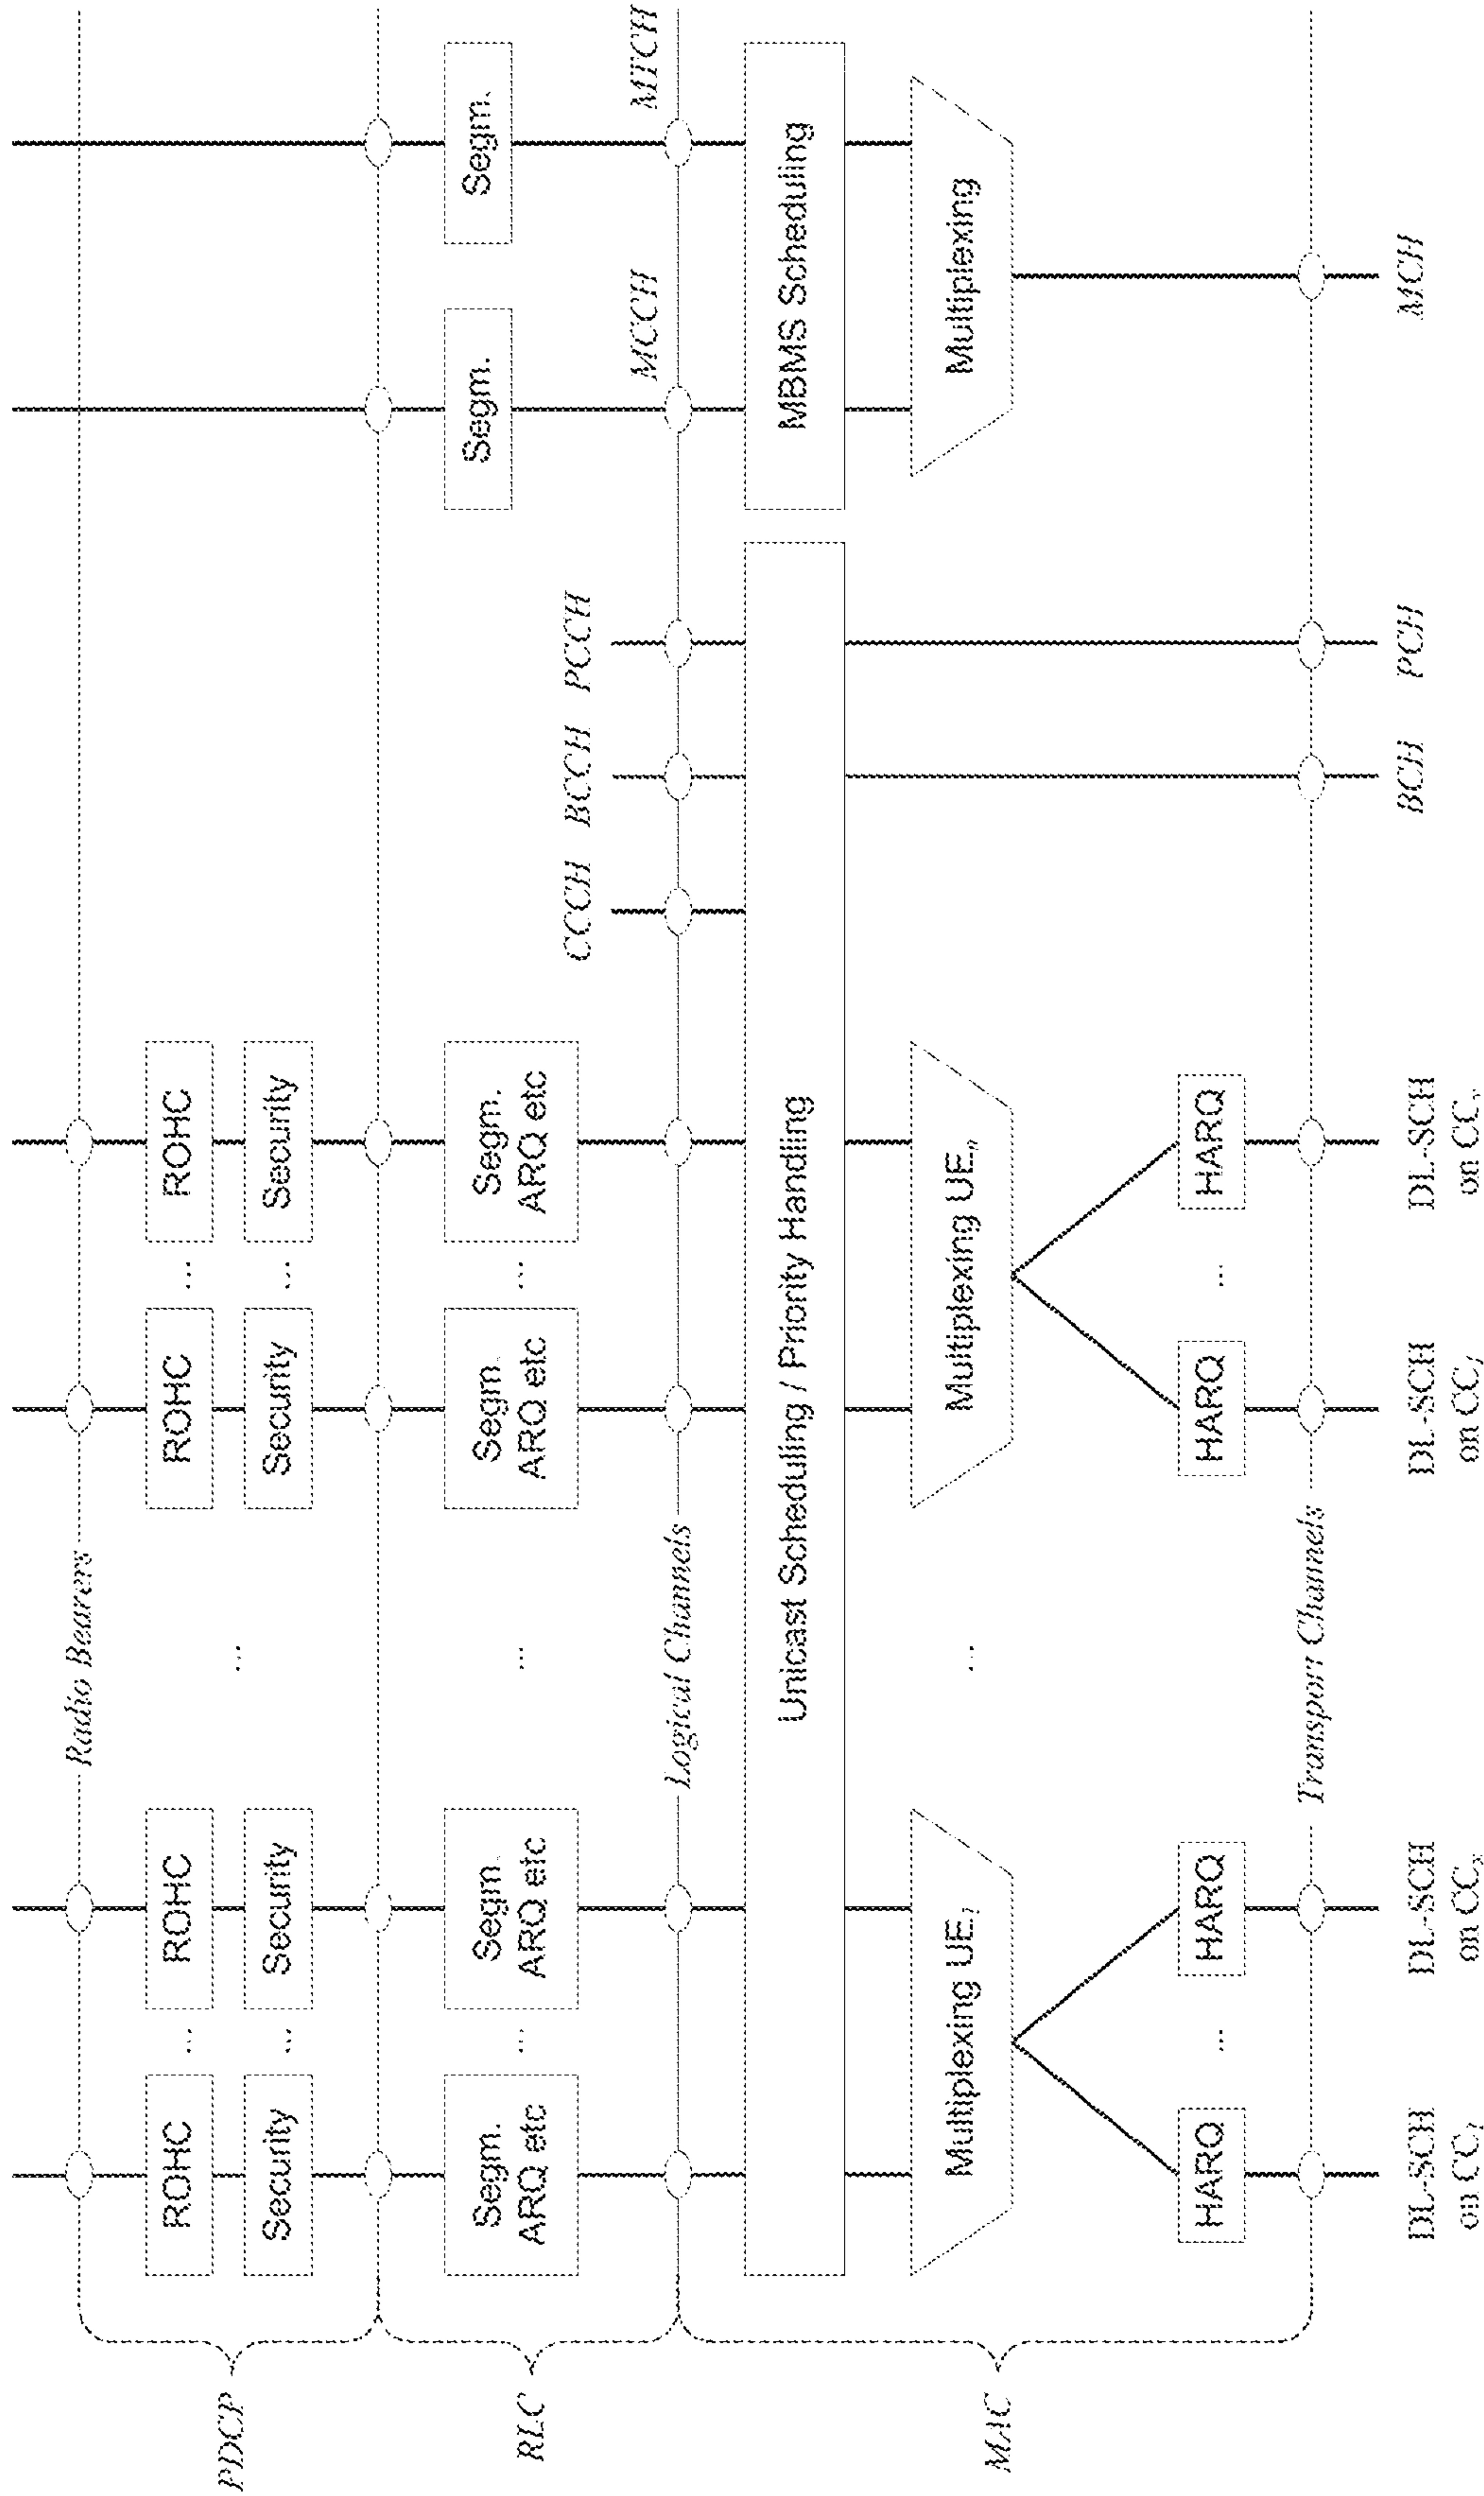 Radio Bearers
ROHC ... ROHC ROHC ... ROHC
PDCP ...
Security ... Security Security ... Security
Segm. Segm. Segm. Segm. Segm. Segm.
RLC ... ... ...
ARQ etc ARQ etc ARQ etc ARQ etc
CCCH BCCH PCCH
MCCH MTCH
Logical Channels
Unicast Scheduling / Priority Handling MBMS Scheduling
Multiplexing UE₁ ... Multiplexing UEₙ Multiplexing
MAC
HARQ ... HARQ HARQ ... HARQ
Transport Channels
DL-SCH DL-SCH DL-SCH DL-SCH BCH PCH MCH
on CC₁ on CCₓ on CC₁ on CC